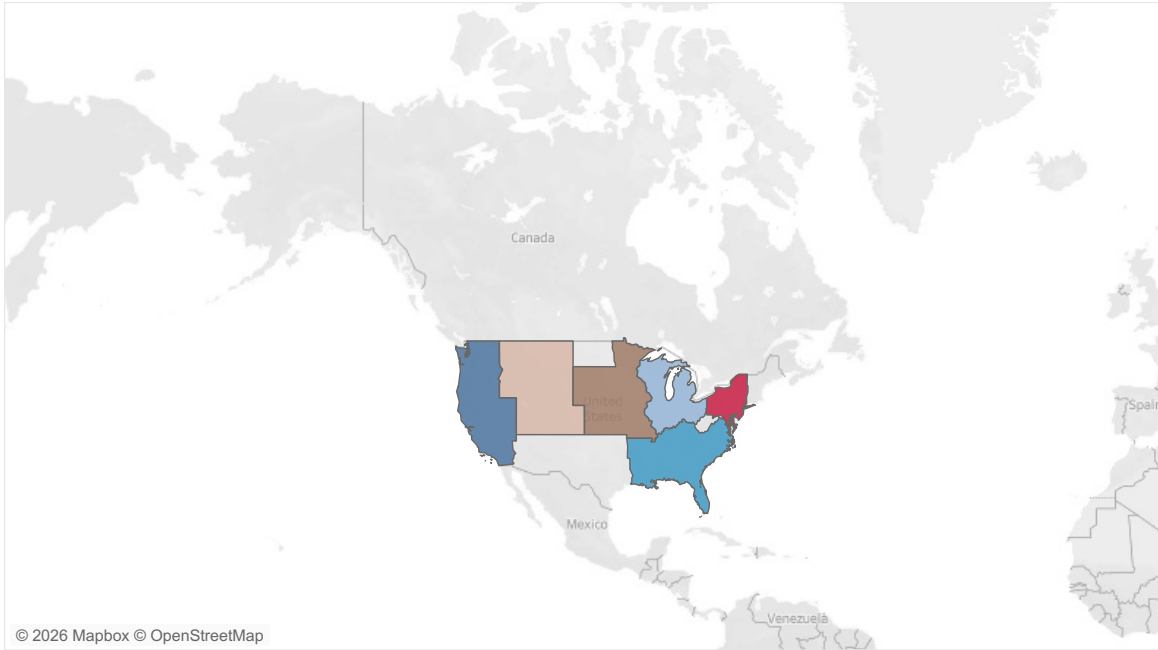 Canada
United
States
Spain
Mexico
Venezuela
© 2026 Mapbox © OpenStreetMap